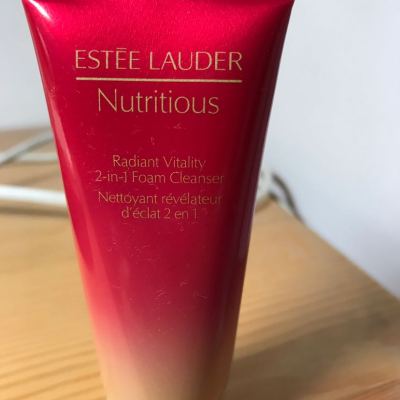 ESTĒE LAUDER
Nutritious
Radiant Vitality
2-in-1 Foam Cleanser
Nettoyant révélateur
d'éclat 2 en 1